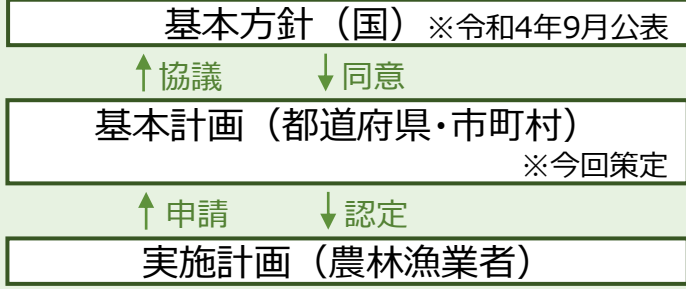 基本方針（国）※令和4年9月公表
↑協議 ↓同意
基本計画（都道府県・市町村）
※今回策定
↑申請 ↓認定
実施計画（農林漁業者）